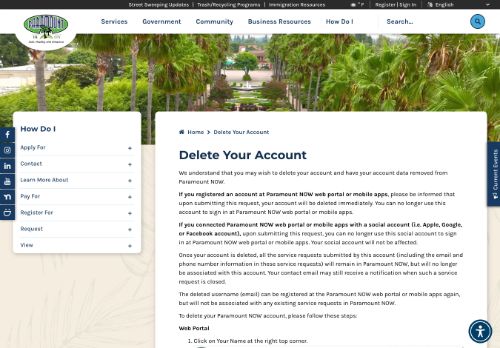 Street Sweeping Updates | Trash/Recycling Programs | Immigration Resources
° F
Register | Sign In
English
PARAMOUNT
Services
Government
Community
Business Resources
How Do I
Search...
How Do I
Apply For +
Contact +
Learn More About +
Pay For +
Register For +
Request +
View +
Home > Delete Your Account
Delete Your Account
We understand that you may wish to delete your account and have your account data removed from
Paramount NOW.
If you registered an account at Paramount NOW web portal or mobile apps, please be informed that
upon submitting this request, your account will be deleted immediately. You can no longer use this
account to sign in at Paramount NOW web portal or mobile apps.
If you connected Paramount NOW web portal or mobile apps with a social account (i.e. Apple, Google,
or Facebook account), upon submitting this request, you can no longer use this social account to sign
in at Paramount NOW web portal or mobile apps. Your social account will not be affected.
Once your account is deleted, all the service requests submitted by this account (including the email and
phone number information in these service requests) will remain in Paramount NOW, but will no longer
be associated with this account. Your contact email may still receive a notification when such a service
request is closed.
The deleted username (email) can be registered at the Paramount NOW web portal or mobile apps again,
but will not be associated with any existing service requests in Paramount NOW.
To delete your Paramount NOW account, please follow these steps:
Web Portal
1. Click on Your Name at the right top corner.
Current Events